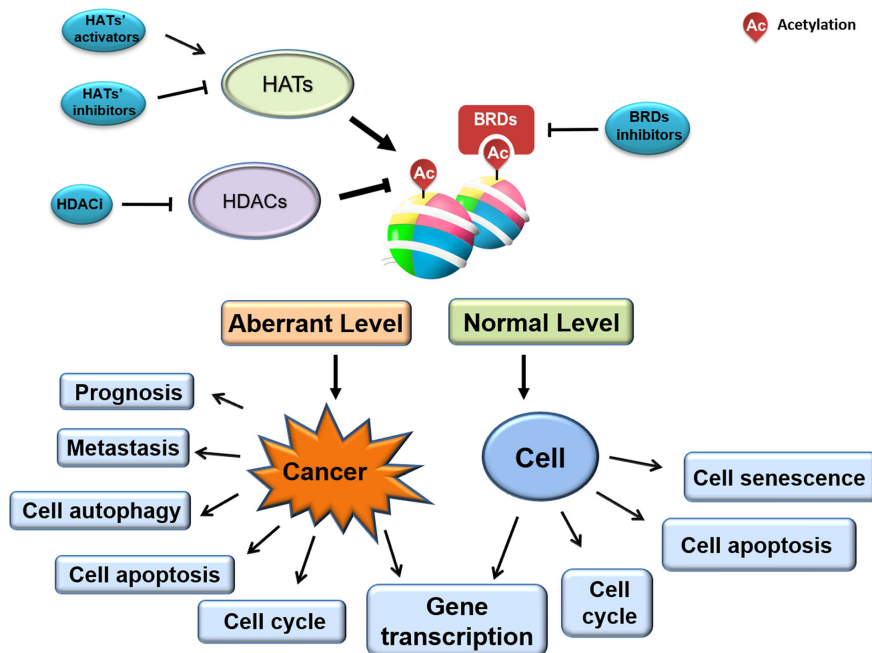 HATs'
activators
HATs'
inhibitors
HATs
Ac Acetylation
BRDs
BRDs
inhibitors
Ac
Ac
HDACi
HDACs
Aberrant Level
Normal Level
Prognosis
Metastasis
Cancer
Cell
Cell senescence
Cell autophagy
Cell apoptosis
Cell apoptosis
Cell cycle
Gene
transcription
Cell
cycle